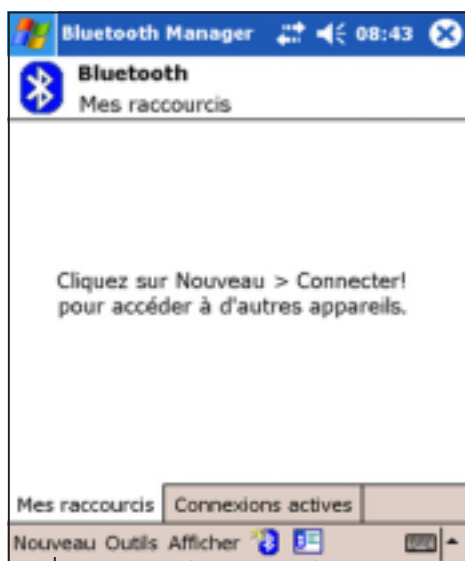 Bluetooth Manager 08:43
Bluetooth
Mes raccourcis
Cliquez sur Nouveau > Connecter!
pour accéder à d'autres appareils.
Mes raccourcis Connexions actives
Nouveau Outils Afficher